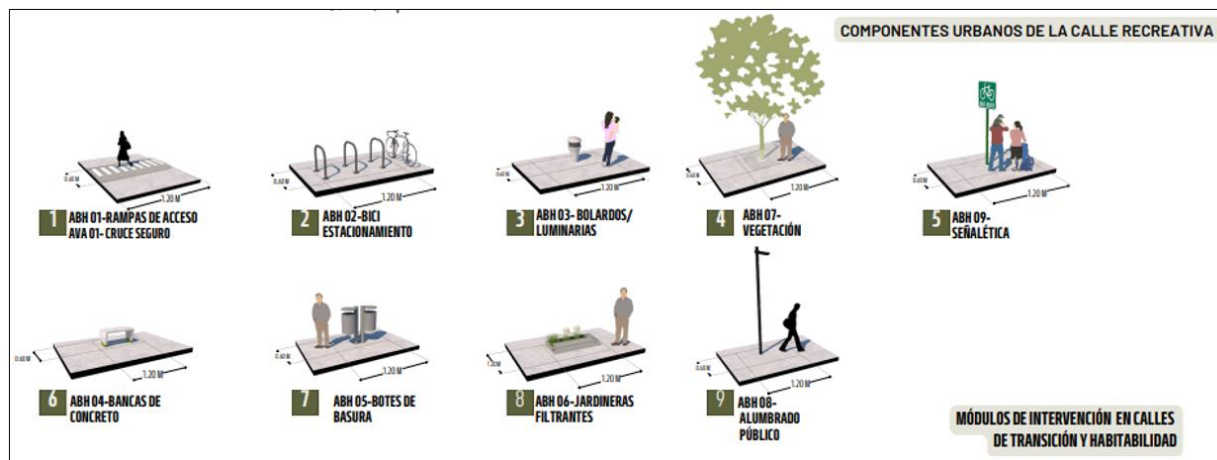 COMPONENTES URBANOS DE LA CALLE RECREATIVA
0.60 M
1.20 M
1
ABH 01-RAMPAS DE ACCESO
AVA 01- CRUCE SEGURO
0.60 M
1.20 M
2
ABH 02-BICI
ESTACIONAMIENTO
0.60 M
1.20 M
3
ABH 03- BOLARDOS/
LUMINARIAS
0.60 M
1.20 M
4
ABH 07-
VEGETACIÓN
0.60 M
1.20 M
5
ABH 09-
SEÑALÉTICA
0.60 M
1.20 M
6
ABH 04-BANCAS DE
CONCRETO
0.60 M
1.20 M
7
ABH 05-BOTES DE
BASURA
1.20 M
1.20 M
8
ABH 06-JARDINERAS
FILTRANTES
0.60 M
1.20 M
9
ABH 08-
ALUMBRADO
PÚBLICO
MÓDULOS DE INTERVENCIÓN EN CALLES
DE TRANSICIÓN Y HABITABILIDAD